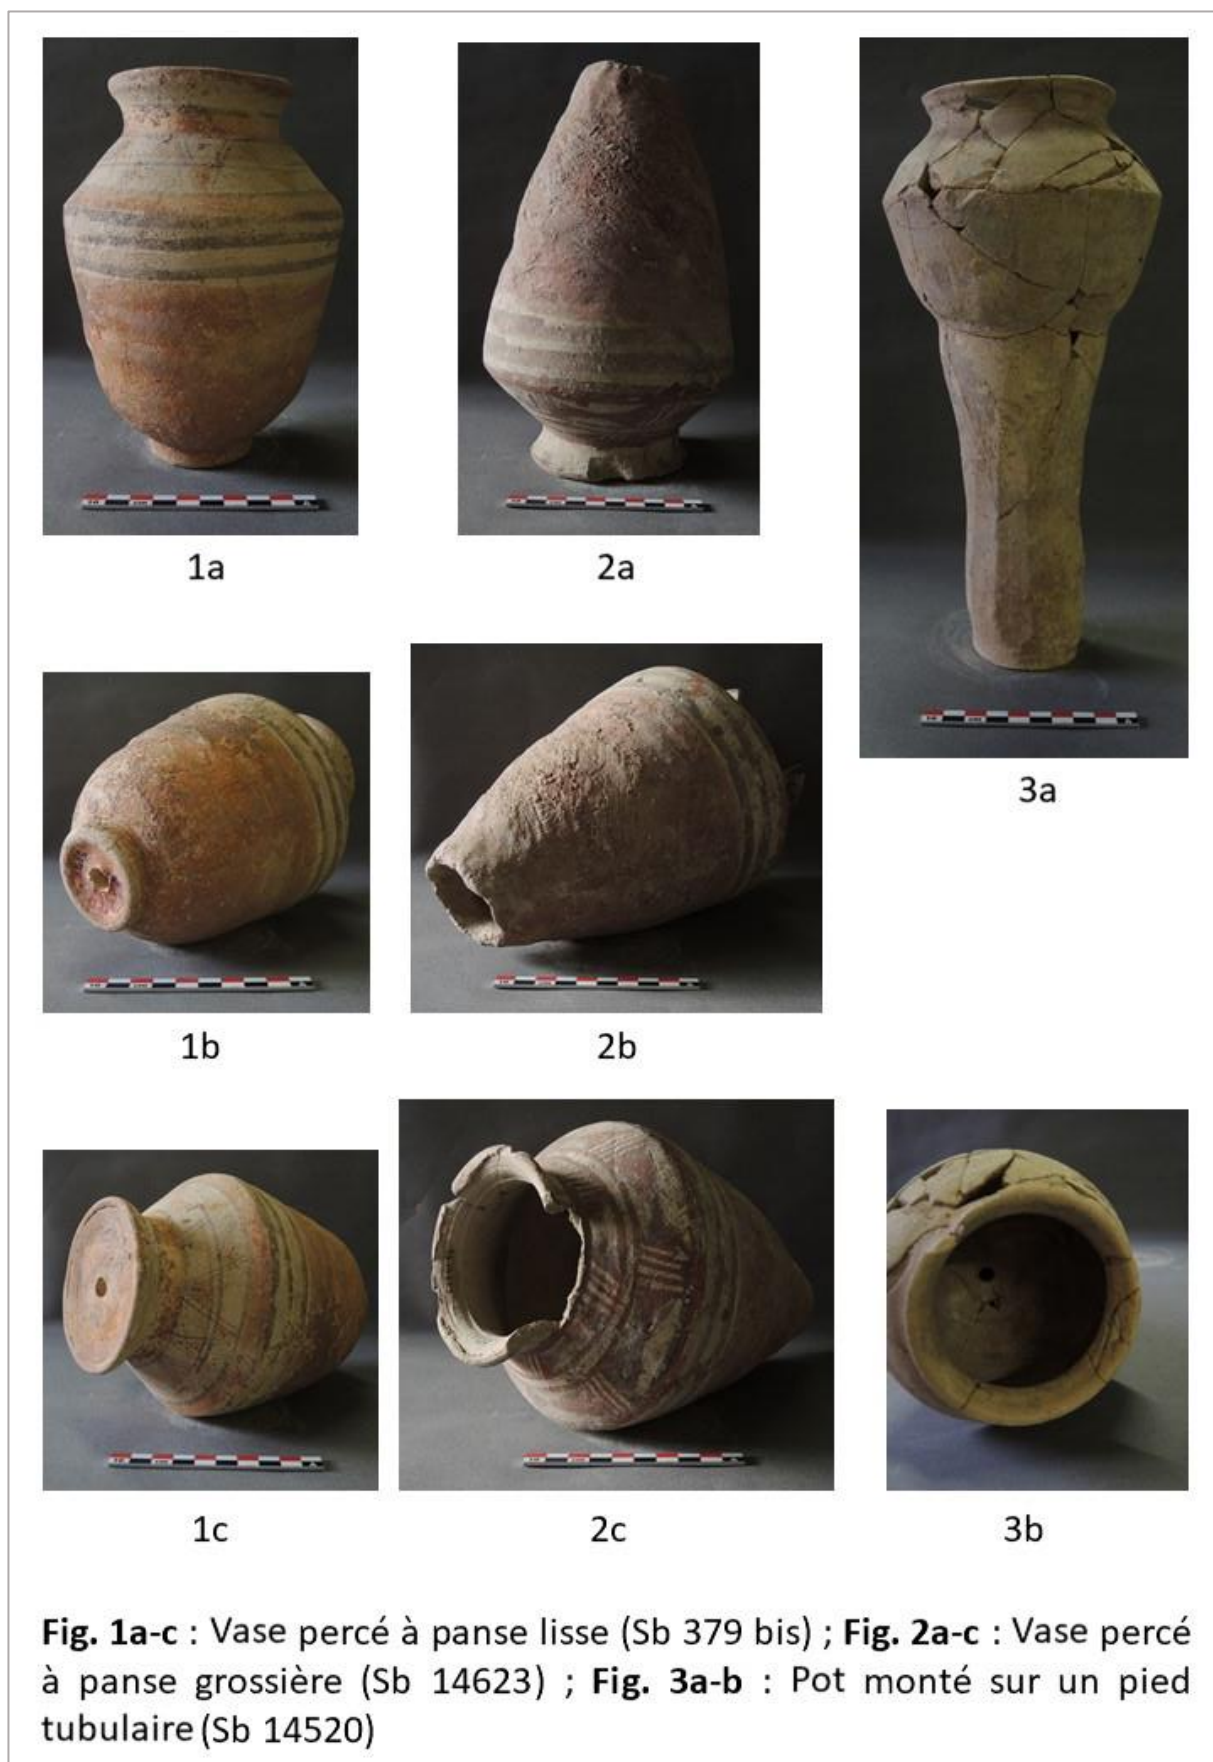 1a
2a
3a
1b
2b
1c
2c
3b
Fig. 1a-c : Vase percé à panse lisse (Sb 379 bis) ; Fig. 2a-c : Vase percé
à panse grossière (Sb 14623) ; Fig. 3a-b : Pot monté sur un pied
tubulaire (Sb 14520)